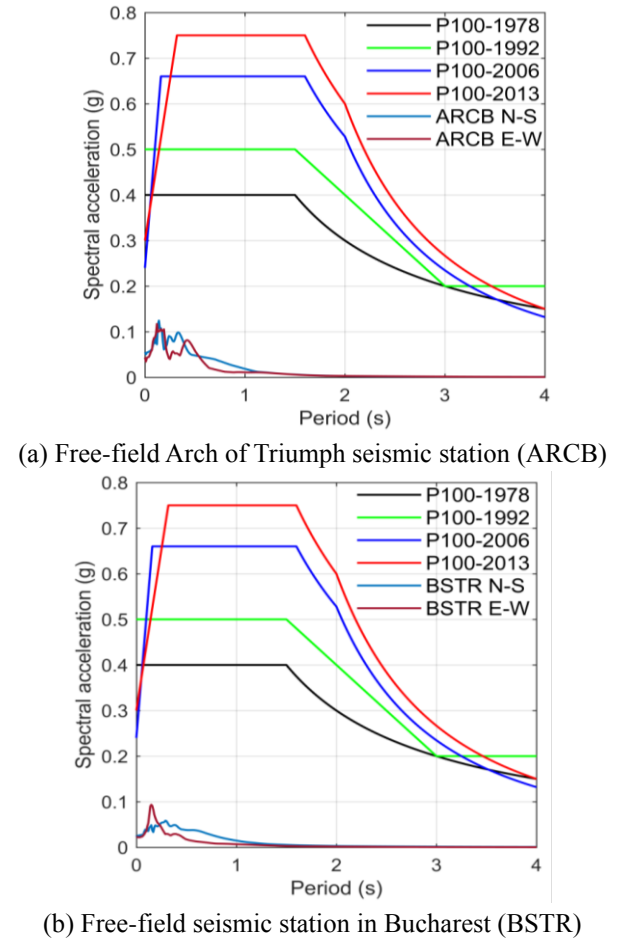 0.8
0.7
0.6
0.5
0.4
0.3
0.2
0.1
0
Spectral acceleration (g)
P100-1978
P100-1992
P100-2006
P100-2013
ARCB N-S
ARCB E-W
0 1 2 3 4
Period (s)
(a) Free-field Arch of Triumph seismic station (ARCB)
0.8
0.7
0.6
0.5
0.4
0.3
0.2
0.1
0
Spectral acceleration (g)
P100-1978
P100-1992
P100-2006
P100-2013
BSTR N-S
BSTR E-W
0 1 2 3 4
Period (s)
(b) Free-field seismic station in Bucharest (BSTR)